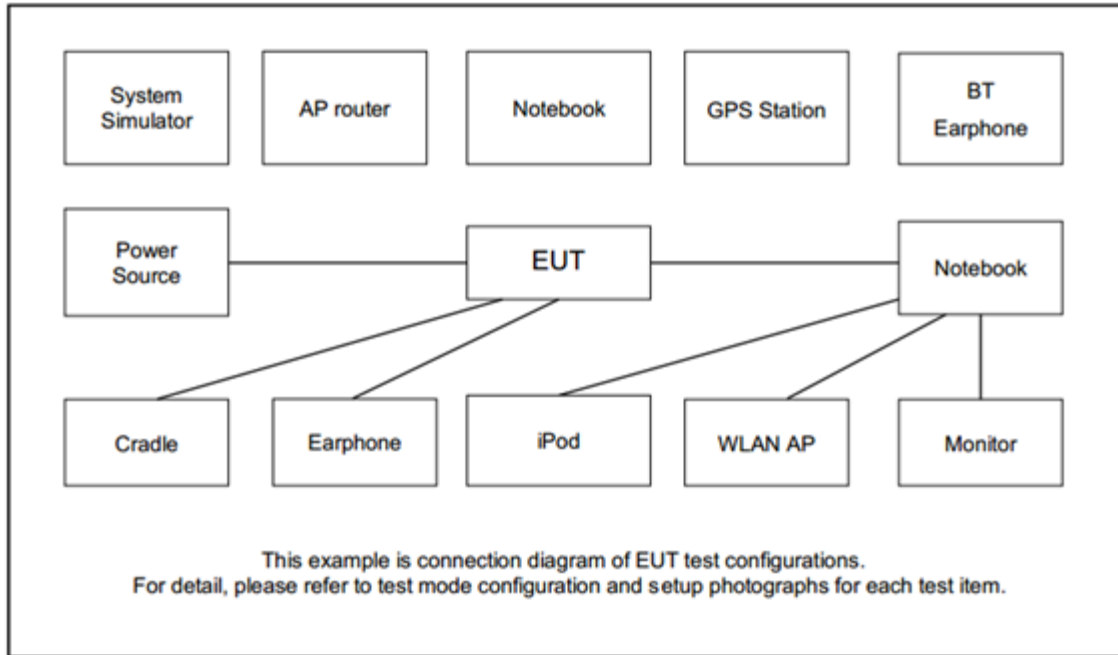 System
Simulator
AP router
Notebook
GPS Station
BT
Earphone
Power
Source
EUT
Notebook
Cradle
Earphone
iPod
WLAN AP
Monitor
This example is connection diagram of EUT test configurations.
For detail, please refer to test mode configuration and setup photographs for each test item.